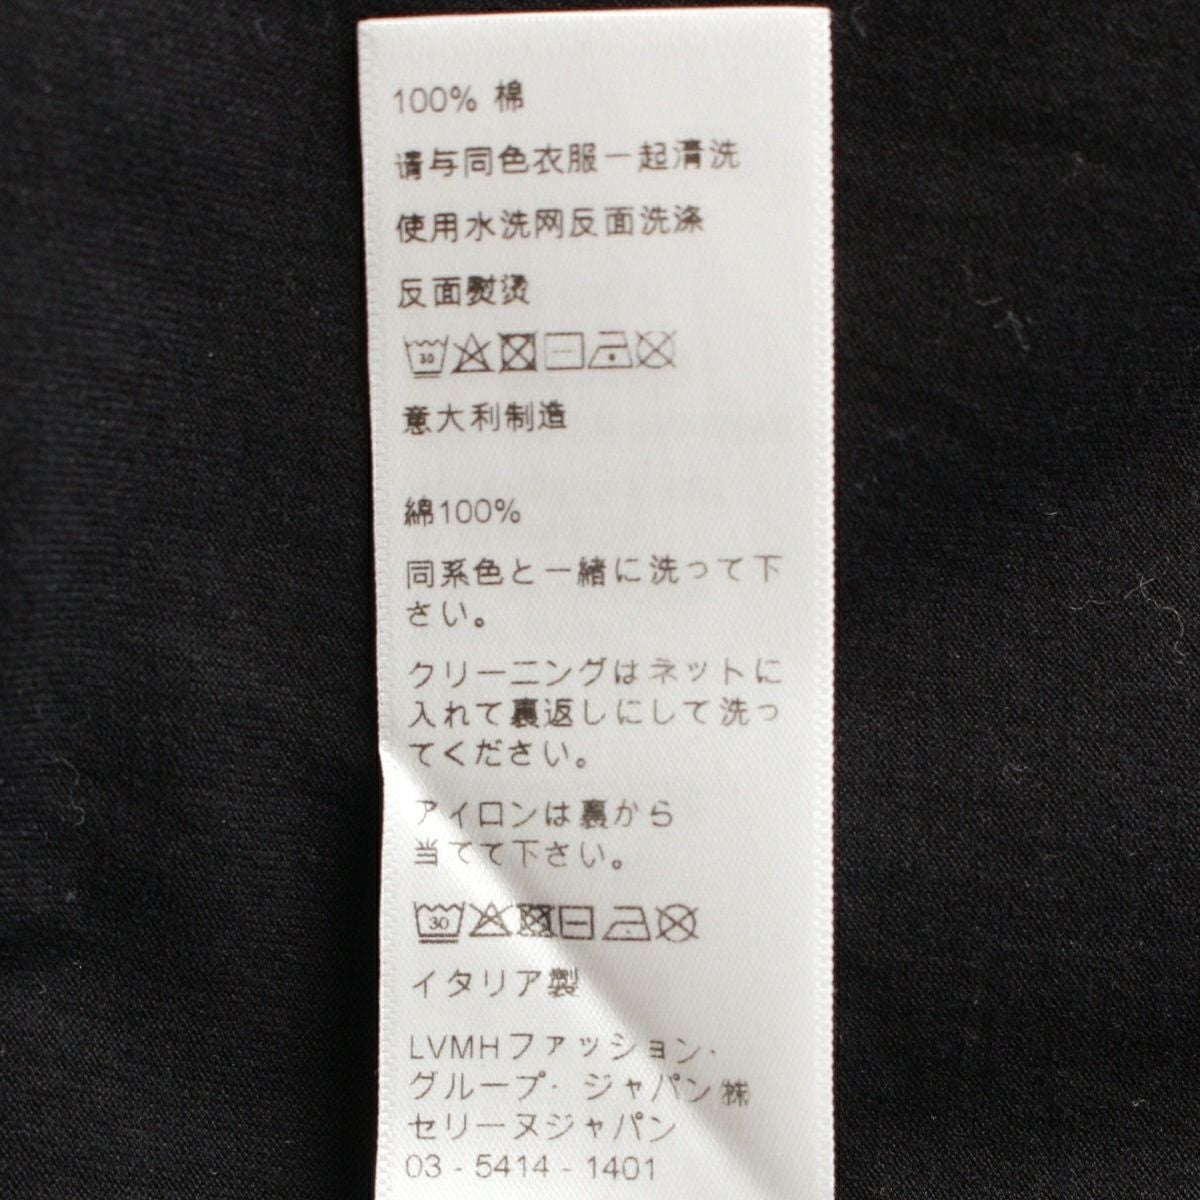 100% 棉
请与同色衣服一起清洗
使用水洗网反面洗涤
反面熨烫
30
意大利制造
綿100%
同系色と一緒に洗って下
さい。
クリーニングはネットに
入れて裏返しにして洗っ
てください。
アイロンは裏から
当てて下さい。
30
イタリア製
LVMHファッション·
グループ· ジャパン㈱
セリーヌジャパン
03 - 5414 - 1401